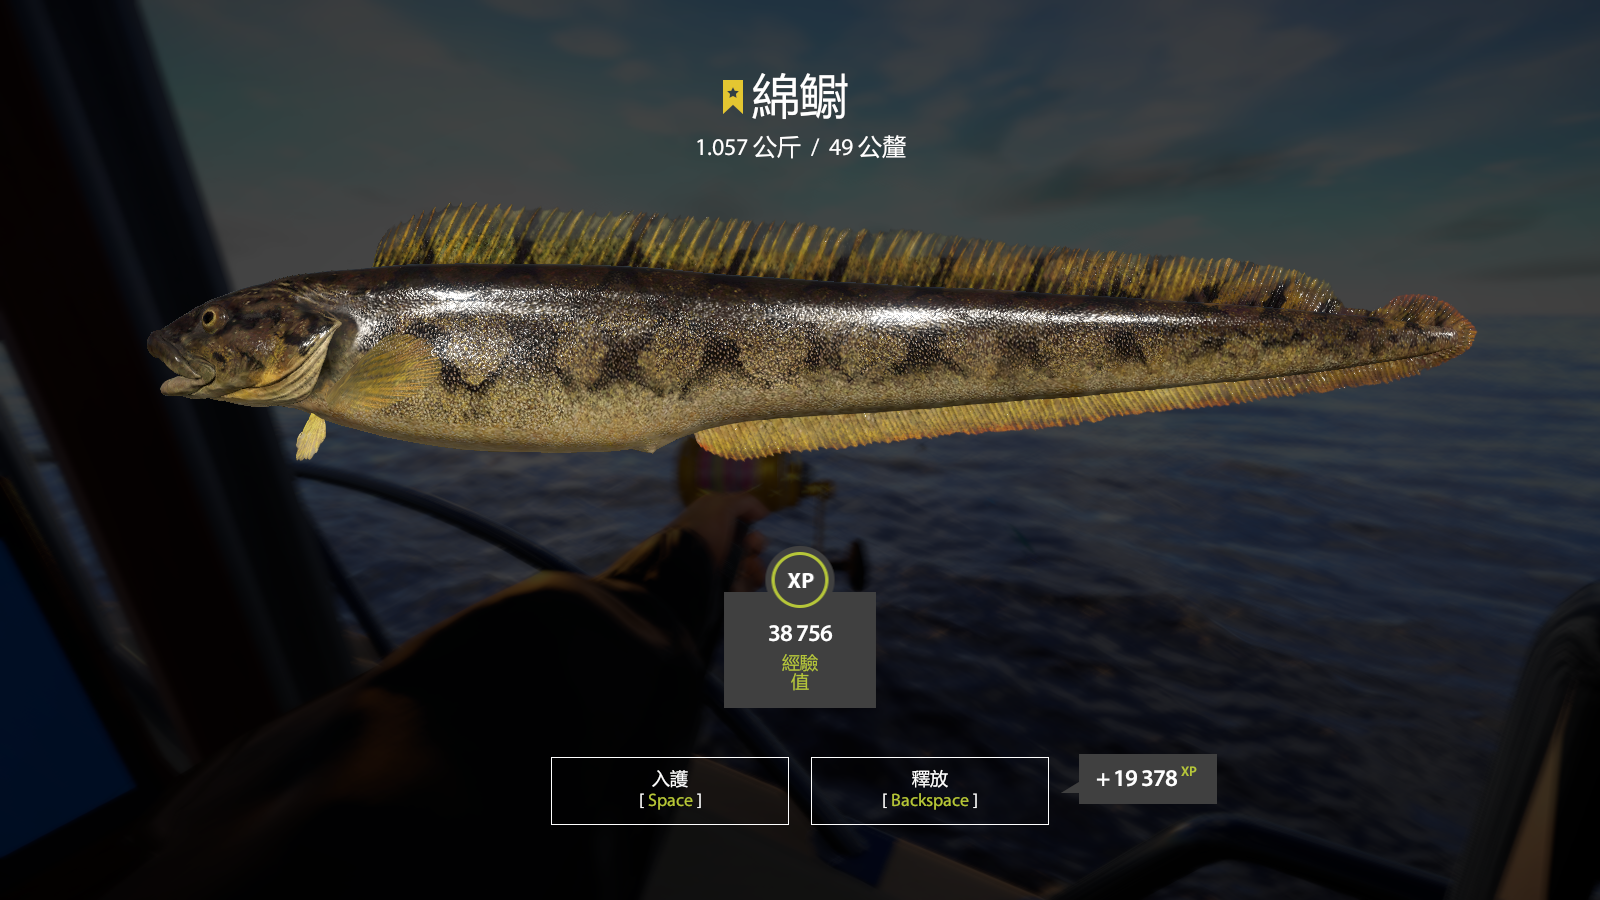 綿鳚
1.057 公斤 / 49 公釐
XP
38 756
經驗
值
入護
[ Space ]
釋放
[ Backspace ]
+19 378 XP